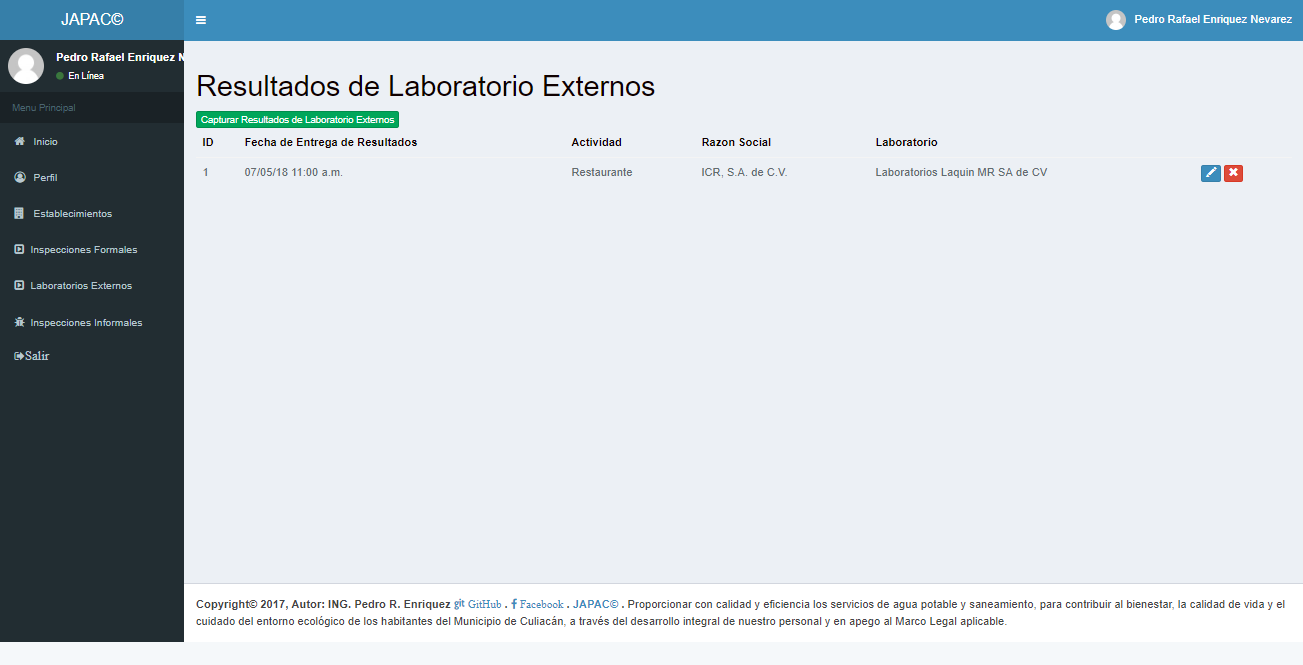 JAPAC©
Pedro Rafael Enriquez Nevarez
Pedro Rafael Enriquez N
En Línea
Menu Principal
Inicio
Perfil
Establecimientos
Inspecciones Formales
Laboratorios Externos
Inspecciones Informales
Salir
Resultados de Laboratorio Externos
Capturar Resultados de Laboratorio Externos
ID Fecha de Entrega de Resultados Actividad Razon Social Laboratorio
1 07/05/18 11:00 a.m. Restaurante ICR, S.A. de C.V. Laboratorios Laquin MR SA de CV
Copyright© 2017, Autor: ING. Pedro R. Enriquez git GitHub . f Facebook . JAPAC© . Proporcionar con calidad y eficiencia los servicios de agua potable y saneamiento, para contribuir al bienestar, la calidad de vida y el
cuidado del entorno ecológico de los habitantes del Municipio de Culiacán, a través del desarrollo integral de nuestro personal y en apego al Marco Legal aplicable.